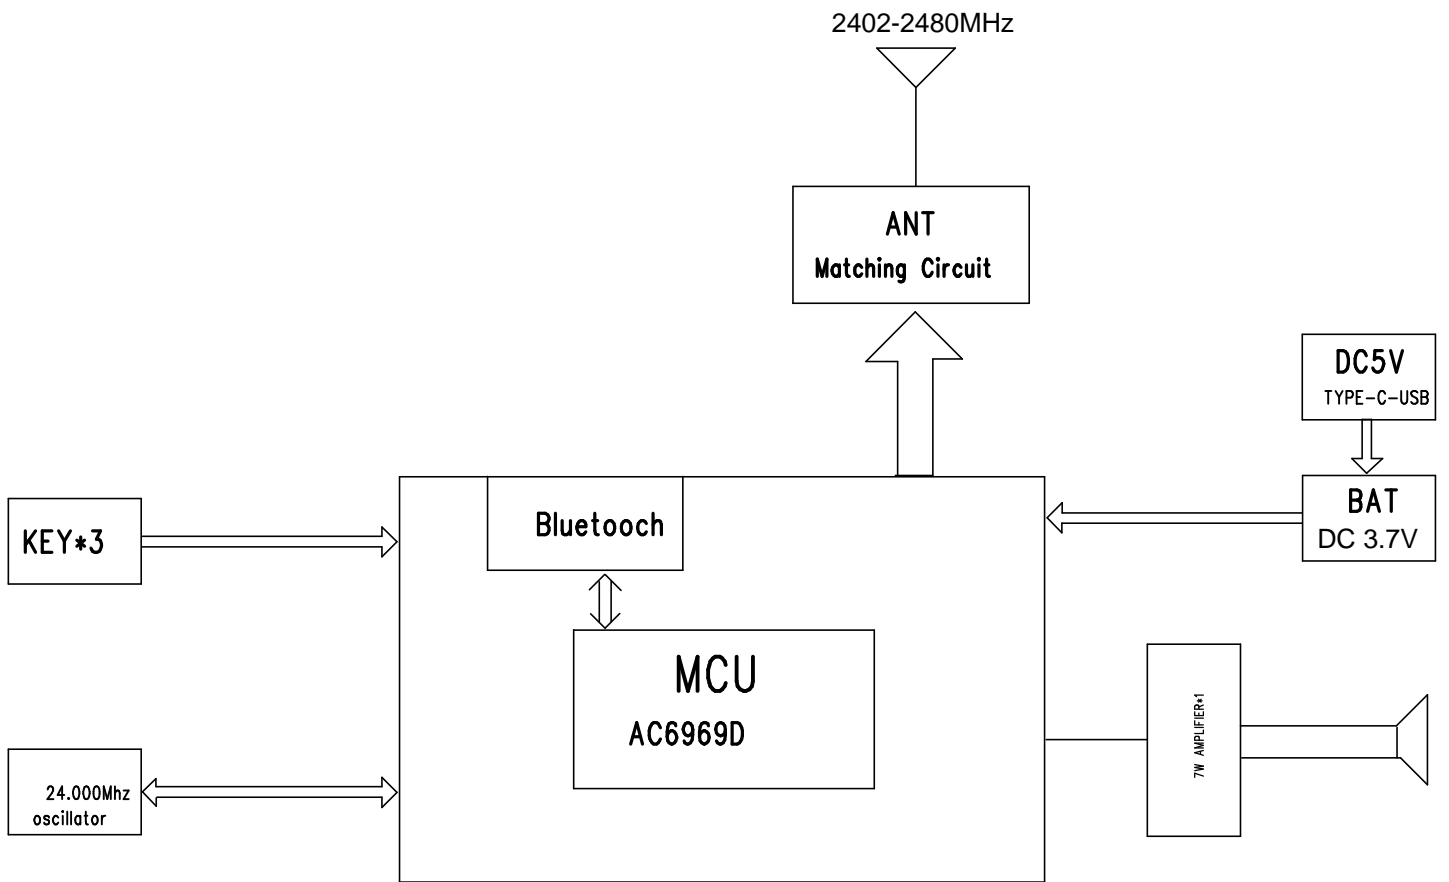 2402-2480MHz
ANT
Matching Circuit
DC5V
TYPE-C-USB
BAT
DC 3.7V
KEY*3
Bluetooch
MCU
AC6969D
7W AMPLIFIER*1
24.000Mhz
oscillator